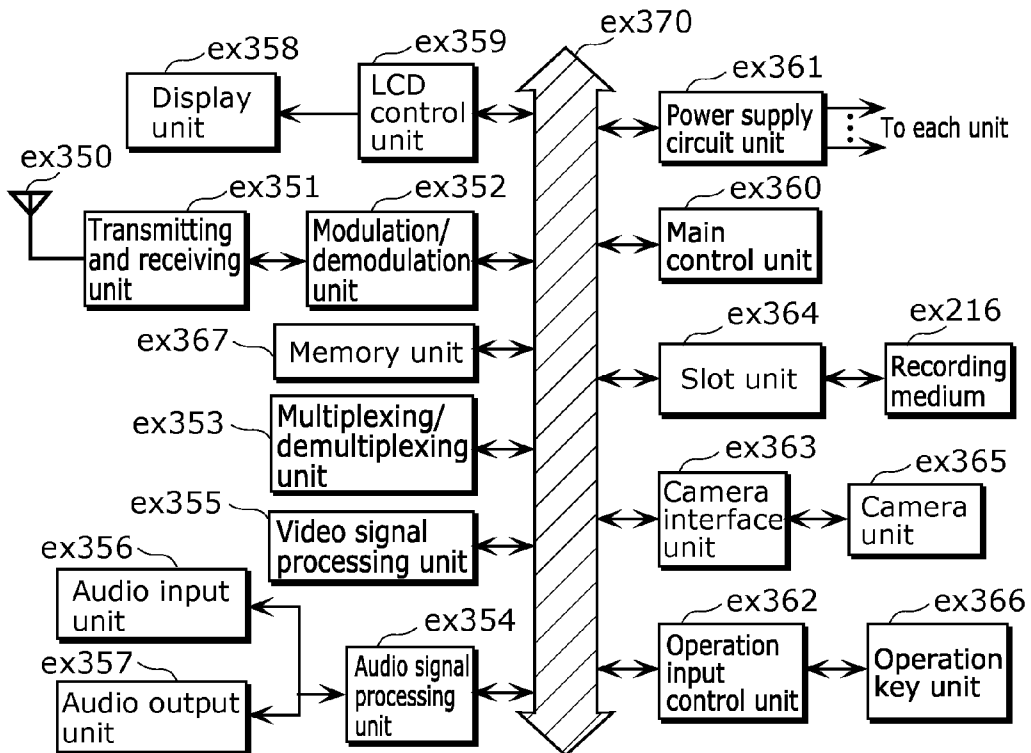 ex370
ex358
ex359
Display
unit
LCD
control
unit
ex361
Power supply
circuit unit
To each unit
ex350
ex351
ex352
Transmitting
and receiving
unit
Modulation/
demodulation
unit
ex360
Main
control unit
ex367
Memory unit
ex364
Slot unit
ex216
Recording
medium
ex353
Multiplexing/
demultiplexing
unit
ex363
Camera
interface
unit
ex365
Camera
unit
ex355
Video signal
processing unit
ex356
Audio input
unit
ex357
Audio output
unit
ex354
Audio signal
processing
unit
ex362
Operation
input
control unit
ex366
Operation
key unit